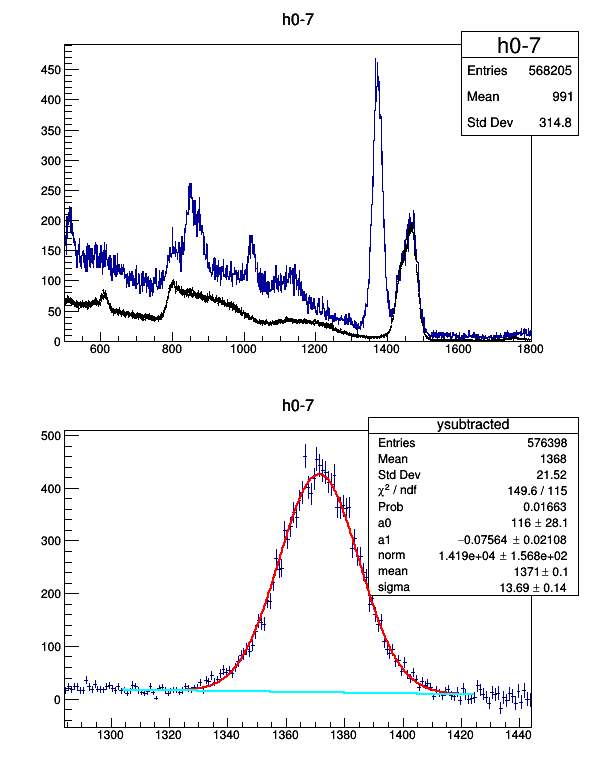 h0-7
h0-7
Entries 568205
Mean 991
Std Dev 314.8
450
400
350
300
250
200
150
100
50
0
600 800 1000 1200 1400 1600 1800
h0-7
ysubtracted
Entries 576398
Mean 1368
Std Dev 21.52
χ² / ndf 149.6 / 115
Prob 0.01663
a0 116 ± 28.1
a1 −0.07564 ± 0.02108
norm 1.419e+04 ± 1.568e+02
mean 1371 ± 0.1
sigma 13.69 ± 0.14
500
400
300
200
100
0
1300 1320 1340 1360 1380 1400 1420 1440